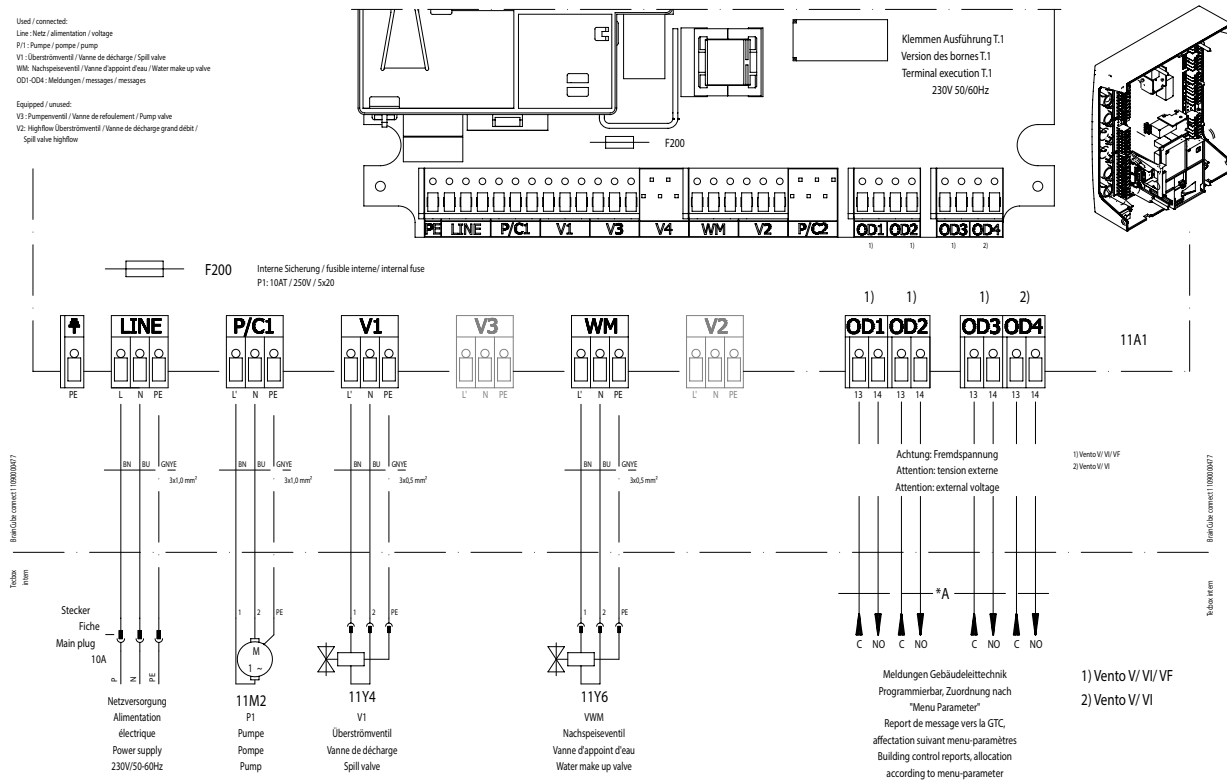 Used / connected:
Line : Netz / alimentation / voltage
P/1 : Pumpe / pompe / pump
V1 : Überströmventil / Vanne de décharge / Spill valve
WM: Nachspeiseventil / Vanne d'appoint d'eau / Water make up valve
OD1-OD4 : Meldungen / messages / messages
Equipped / unused:
V3 : Pumpenventil / Vanne de refoulement / Pump valve
V2: Highflow Überströmventil / Vanne de décharge grand débit /
Spill valve highflow
Klemmen Ausführung T.1
Version des bornes T.1
Terminal execution T.1
230V 50/60Hz
F200
PE LINE P/C1 V1 V3 V4 WM V2 P/C2 OD1 OD2 OD3 OD4
1) 1) 1) 2)
F200
Interne Sicherung / fusible interne/ internal fuse
P1: 10AT / 250V / 5x20
1) 1) 1) 2)
LINE P/C1 V1 V3 WM V2 OD1 OD2 OD3 OD4
11A1
PE L N PE L' N PE L' N PE L' N PE L' N PE L' N PE 13 14 13 14 13 14 13 14
BN BU GNYE
3x1,0 mm²
BN BU GNYE
3x1,0 mm²
BN BU GNYE
3x0,5 mm²
BN BU GNYE
3x0,5 mm²
Achtung: Fremdspannung
Attention: tension externe
Attention: external voltage
1) Vento V/ VI/ VF
2) Vento V/ VI
BrainCube connect 11090000477
BrainCube connect 11090000477
Tecbox
intern
Tecbox intern
Stecker
Fiche
Main plug
10A
P N PE
1 2 PE
M
1 ~
1 2 PE
1 2 PE
*A
C NO C NO C NO C NO
Netzversorgung
Alimentation
électrique
Power supply
230V/50-60Hz
11M2
P1
Pumpe
Pompe
Pump
11Y4
V1
Überströmventil
Vanne de décharge
Spill valve
11Y6
VWM
Nachspeiseventil
Vanne d'appoint d'eau
Water make up valve
Meldungen Gebäudeleittechnik
Programmierbar, Zuordnung nach
"Menu Parameter"
Report de message vers la GTC,
affectation suivant menu-paramètres
Building control reports, allocation
according to menu-parameter
1) Vento V/ VI/ VF
2) Vento V/ VI